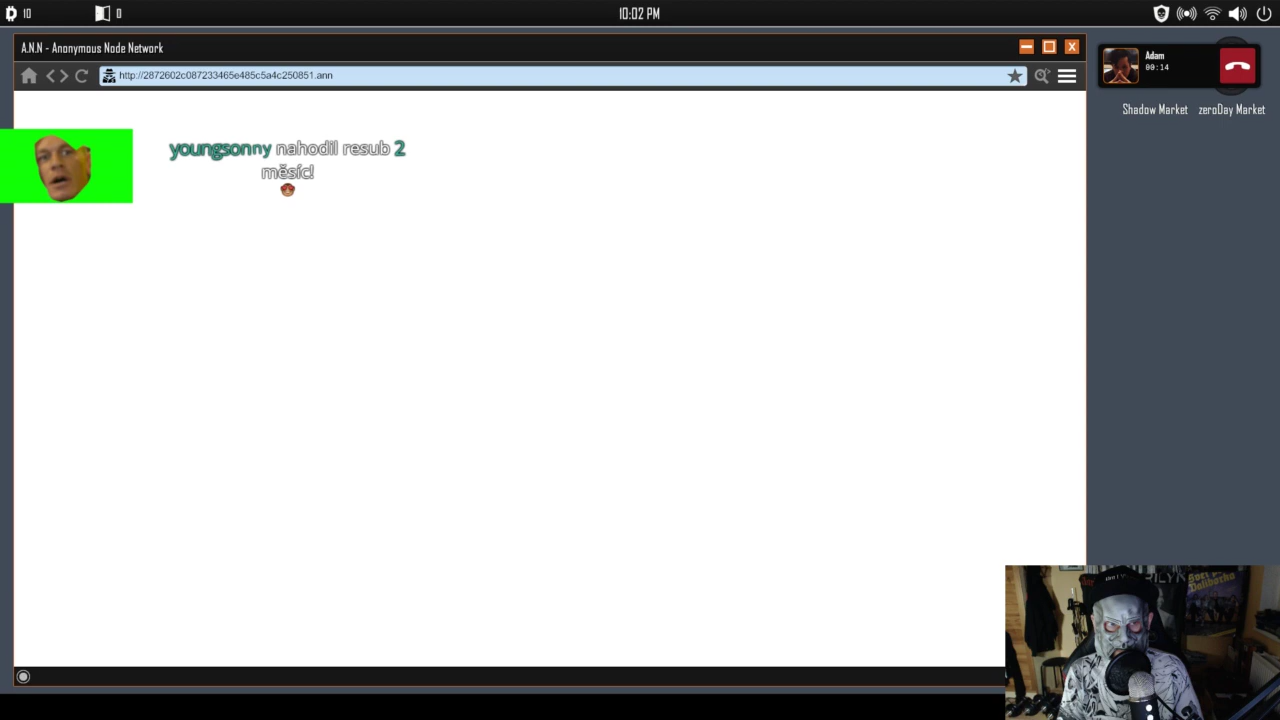 10
0
10:02 PM
A.N.N - Anonymous Node Network
http://2872602c087233465e485c5a4c250851.ann
Adam
00:14
Shadow Market
zeroDay Market
youngsonny nahodil resub 2
měsíc!